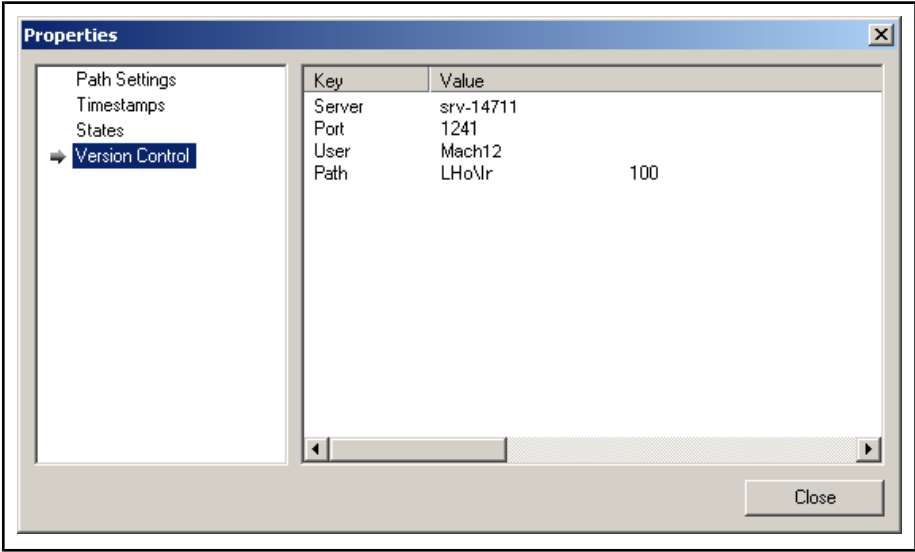 Properties
Path Settings
Timestamps
States
Version Control
Key Value
Server srv-14711
Port 1241
User Mach12
Path LHo\Ir 100
Close